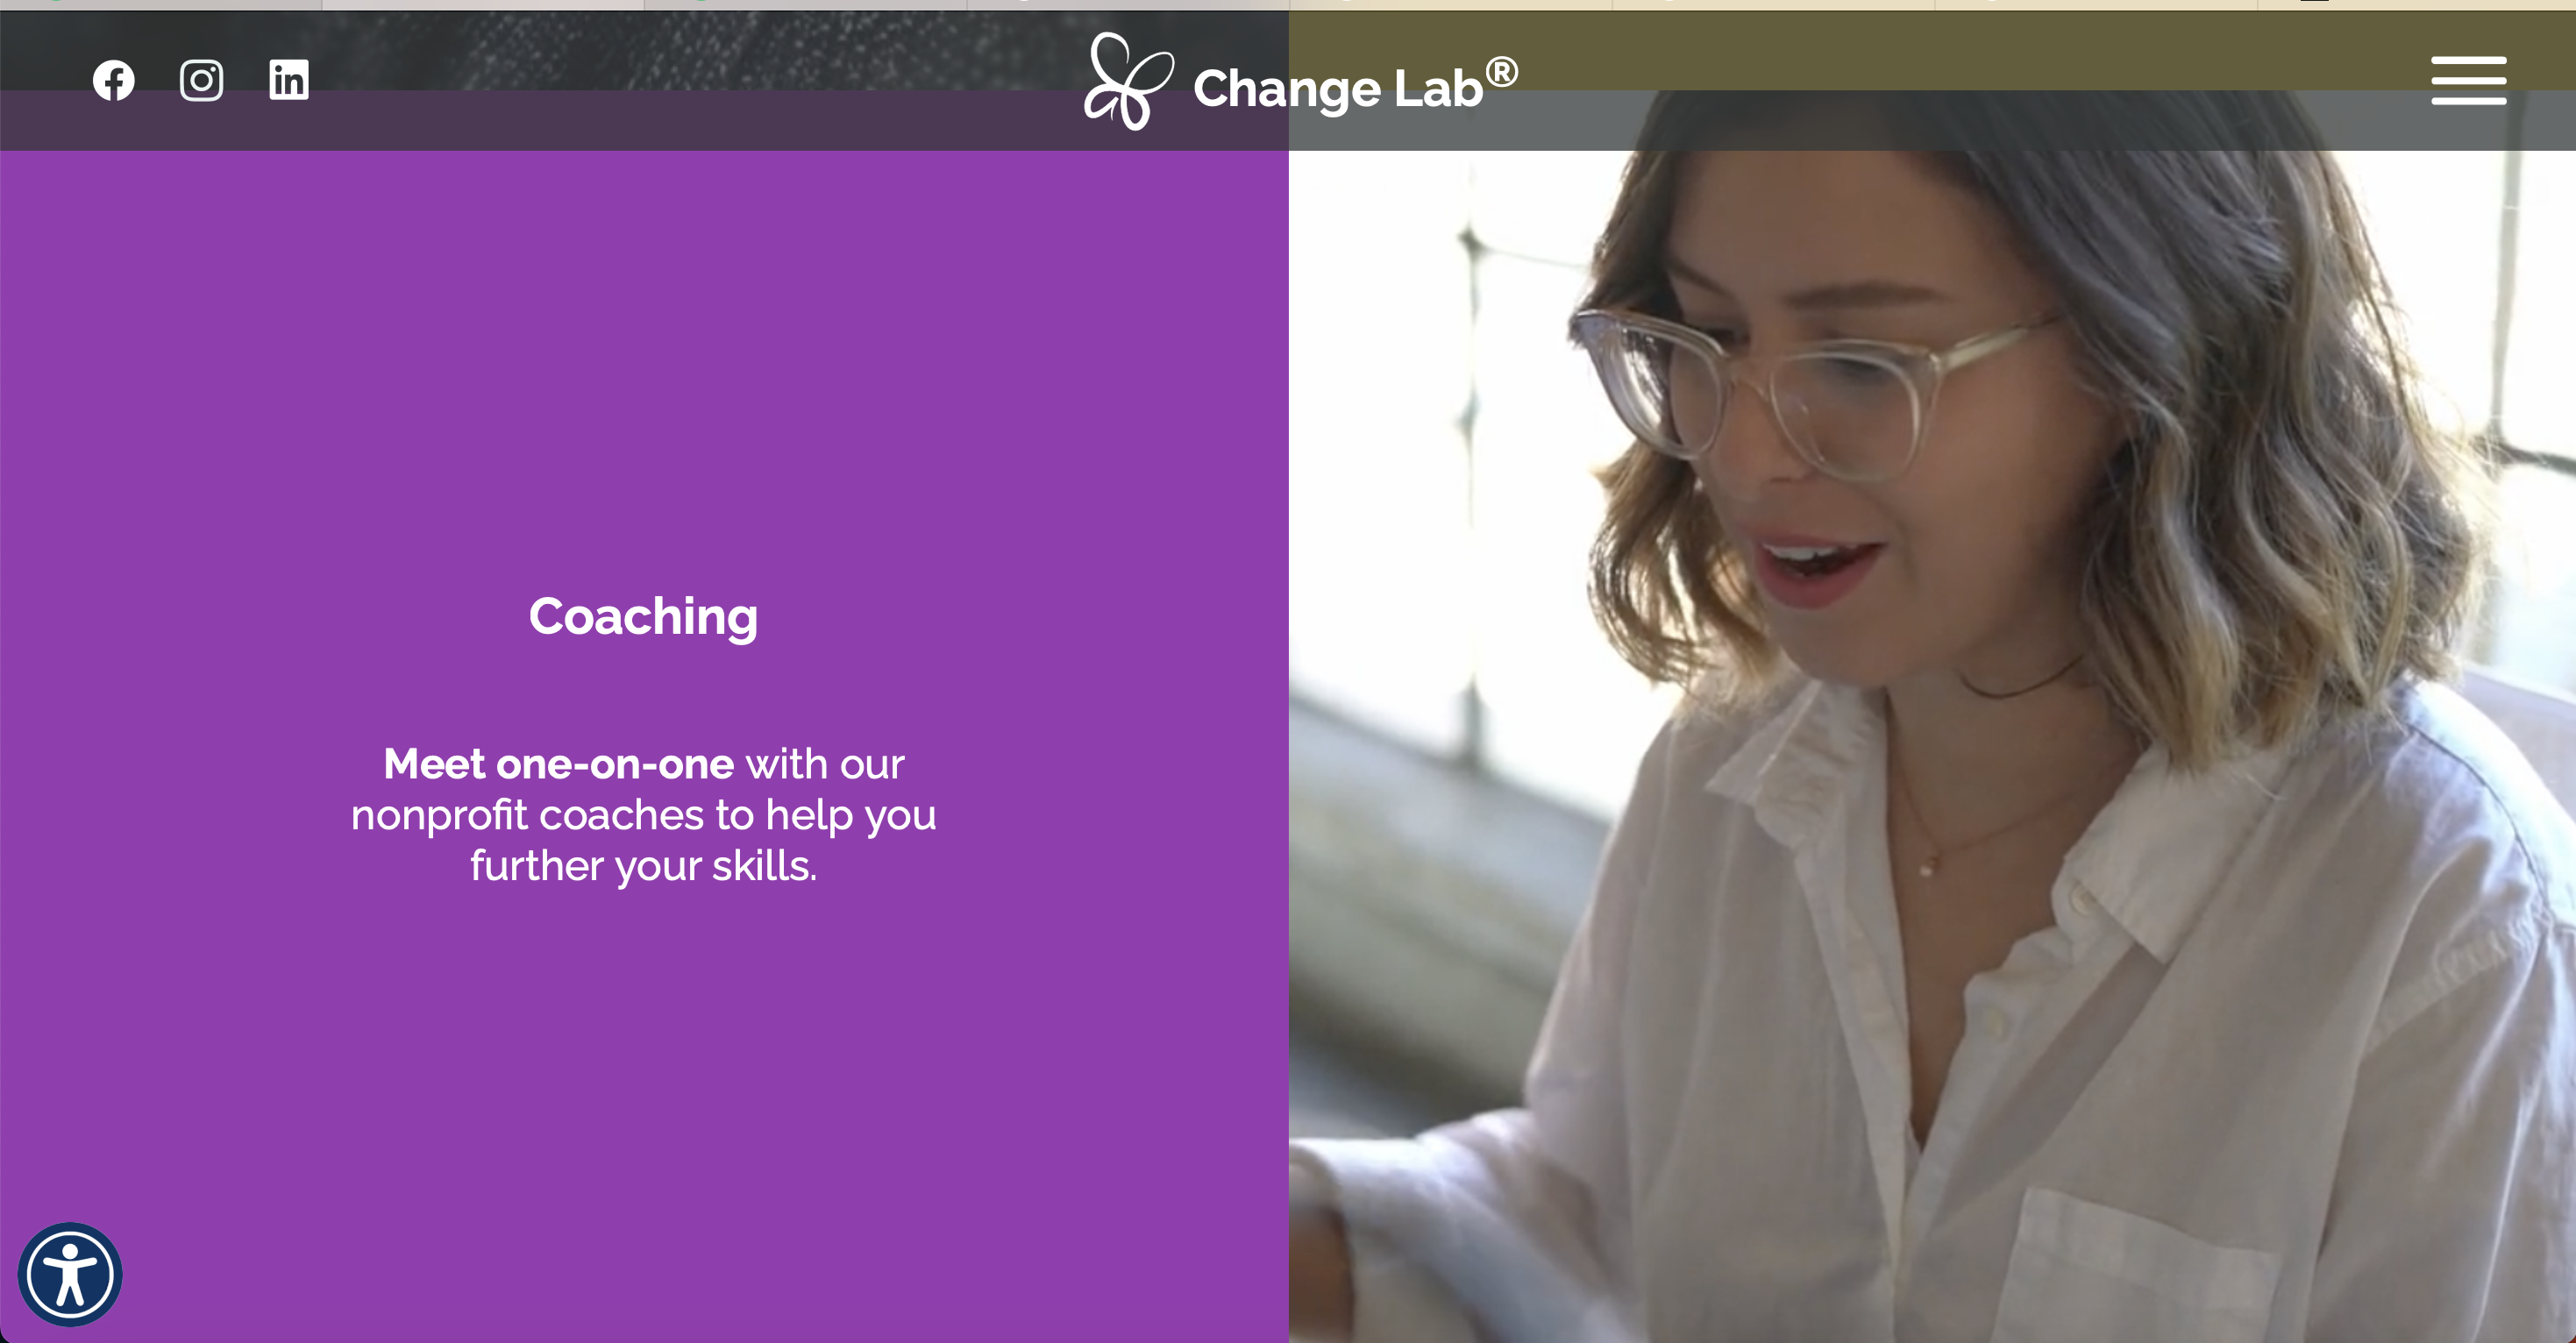 Change Lab®
Coaching
Meet one-on-one with our
nonprofit coaches to help you
further your skills.